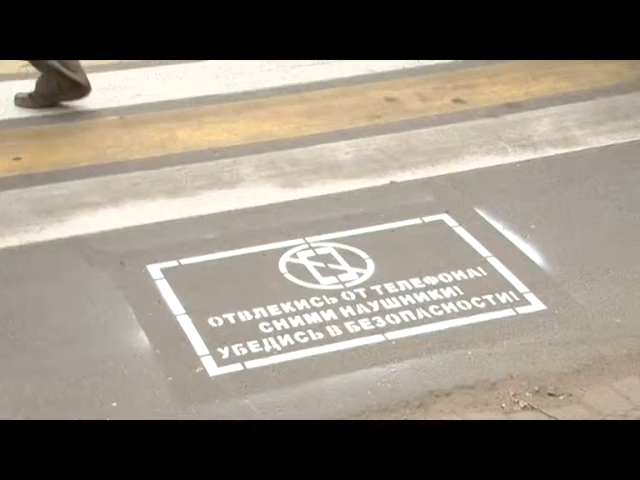 ОТВЛЕКИСЬ ОТ ТЕЛЕФОНА!
СНИМИ НАУШНИКИ!
УБЕДИСЬ В БЕЗОПАСНОСТИ!